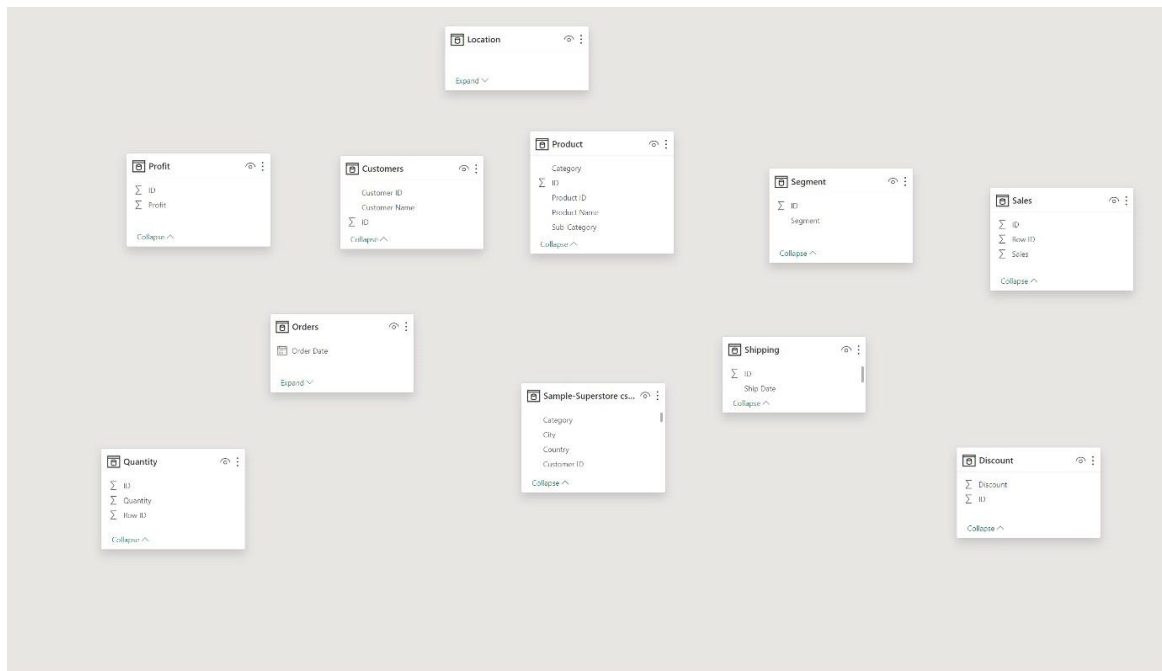 Location
Expand
Product
Category
ID
Product ID
Product Name
Sub Category
Collapse
Profit
ID
Profit
Collapse
Customers
Customer ID
Customer Name
ID
Collapse
Segment
ID
Segment
Collapse
Sales
ID
Row ID
Sales
Collapse
Orders
Order Date
Expand
Shipping
ID
Ship Date
Collapse
Sample-Superstore cs...
Category
City
Country
Customer ID
Collapse
Quantity
ID
Quantity
Row ID
Collapse
Discount
Discount
ID
Collapse